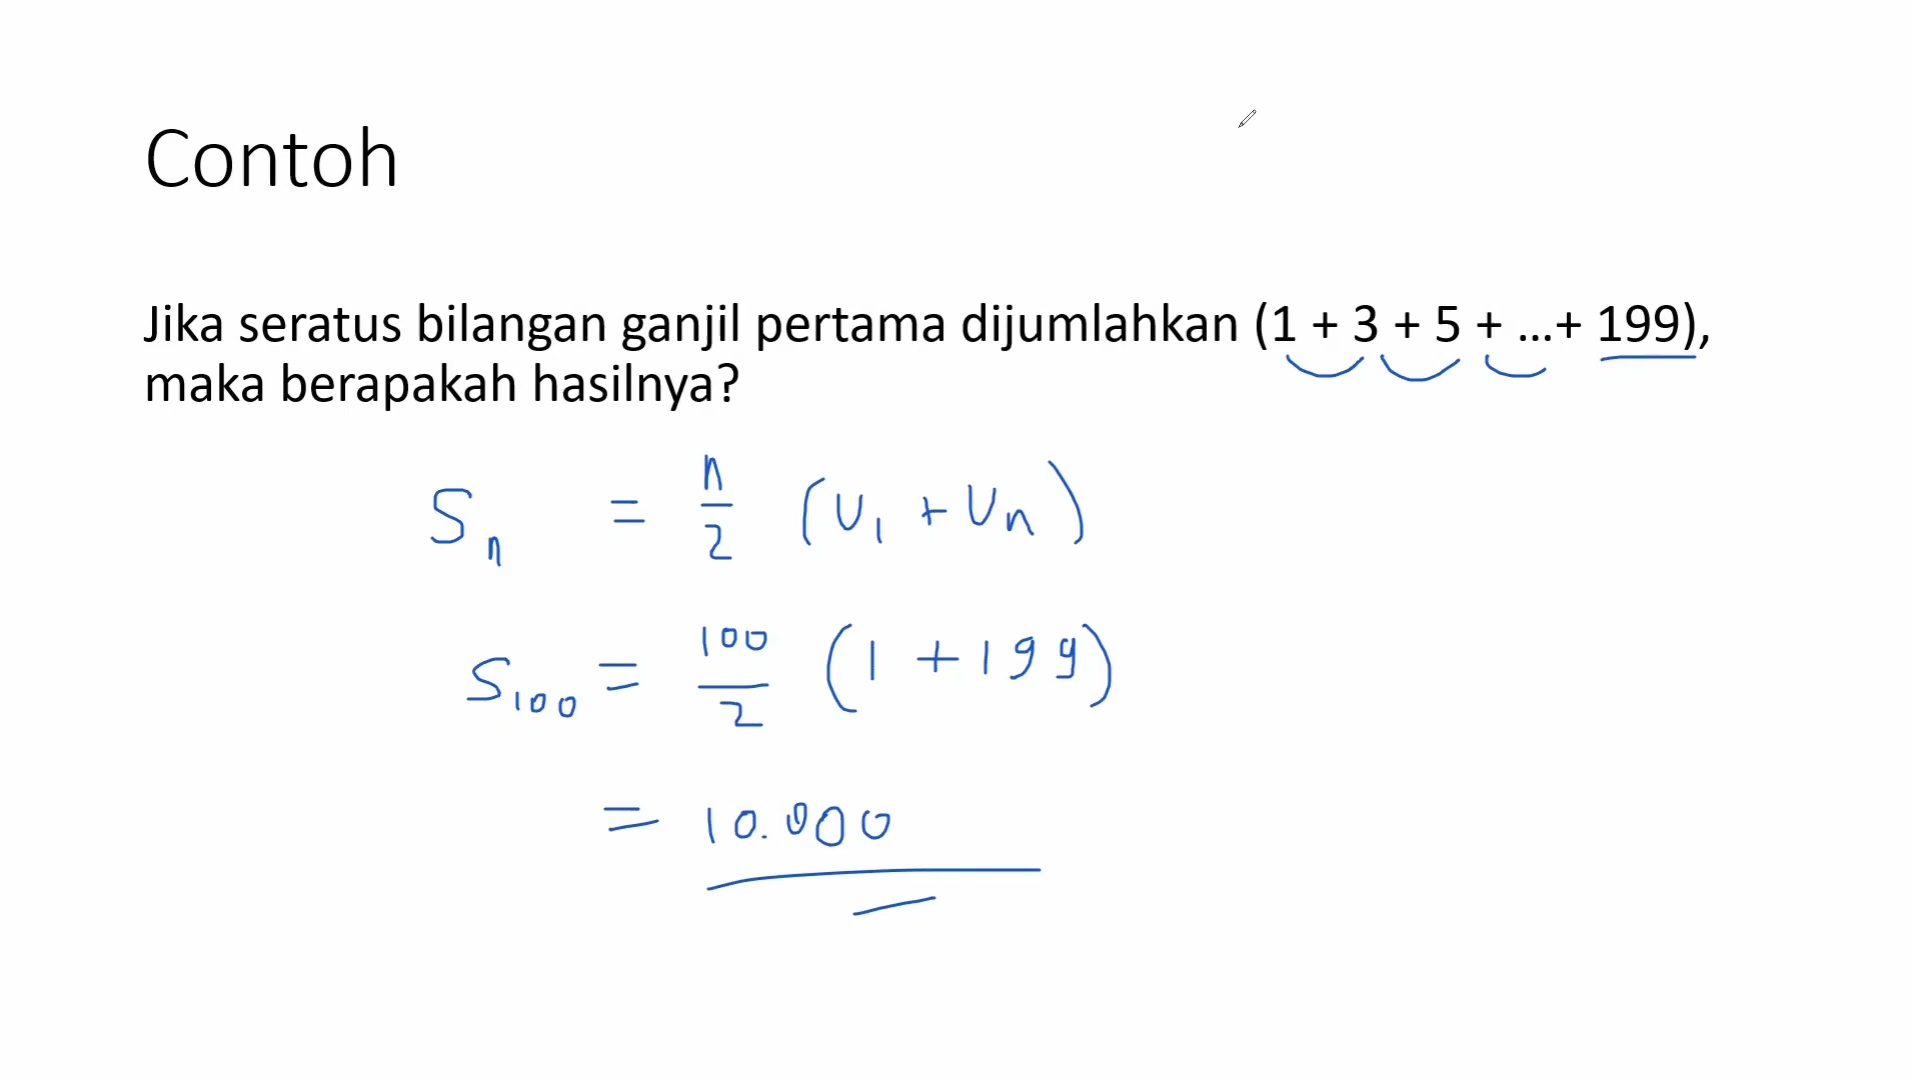 Contoh
Jika seratus bilangan ganjil pertama dijumlahkan (1 + 3 + 5 + ...+ 199),
maka berapakah hasilnya?
Sₙ = n/2 (U₁ + Uₙ)
S₁₀₀ = 100/2 (1 + 199)
= 10.000